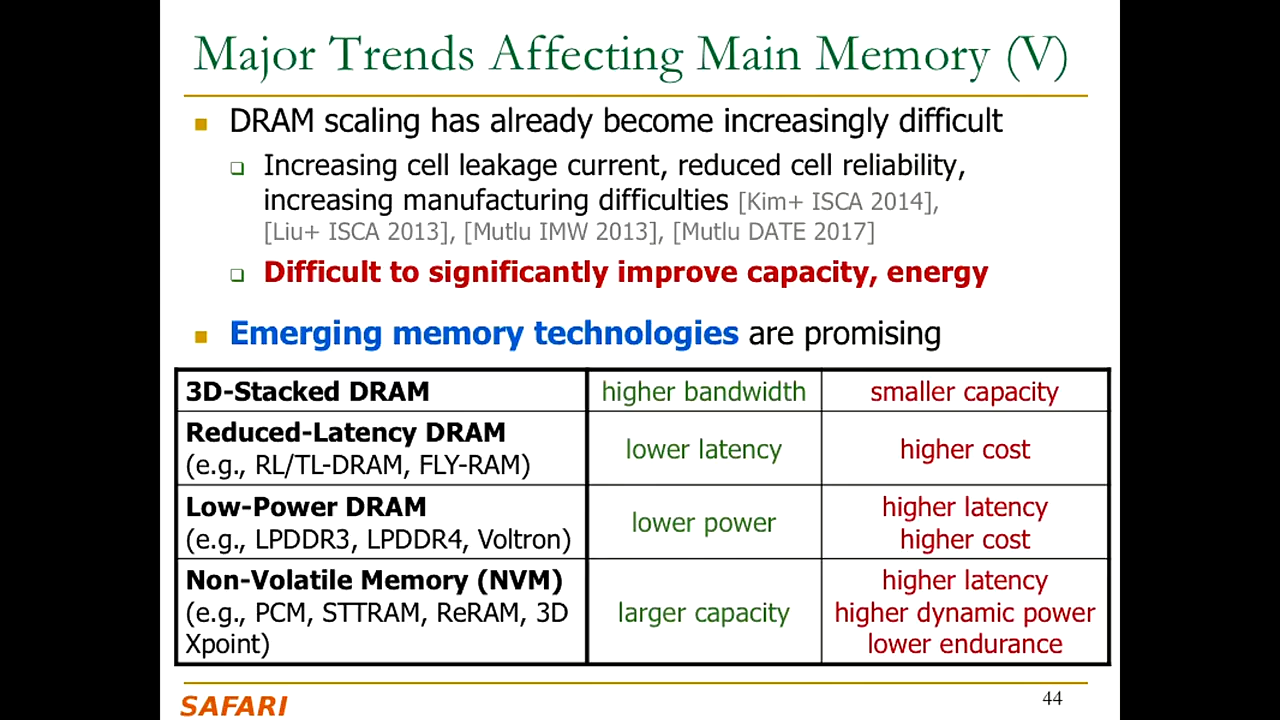 Major Trends Affecting Main Memory (V)
DRAM scaling has already become increasingly difficult
Increasing cell leakage current, reduced cell reliability,
increasing manufacturing difficulties [Kim+ ISCA 2014],
[Liu+ ISCA 2013], [Mutlu IMW 2013], [Mutlu DATE 2017]
Difficult to significantly improve capacity, energy
Emerging memory technologies are promising
3D-Stacked DRAM
higher bandwidth
smaller capacity
Reduced-Latency DRAM
(e.g., RL/TL-DRAM, FLY-RAM)
lower latency
higher cost
Low-Power DRAM
(e.g., LPDDR3, LPDDR4, Voltron)
lower power
higher latency
higher cost
Non-Volatile Memory (NVM)
(e.g., PCM, STTRAM, ReRAM, 3D
Xpoint)
larger capacity
higher latency
higher dynamic power
lower endurance
SAFARI
44